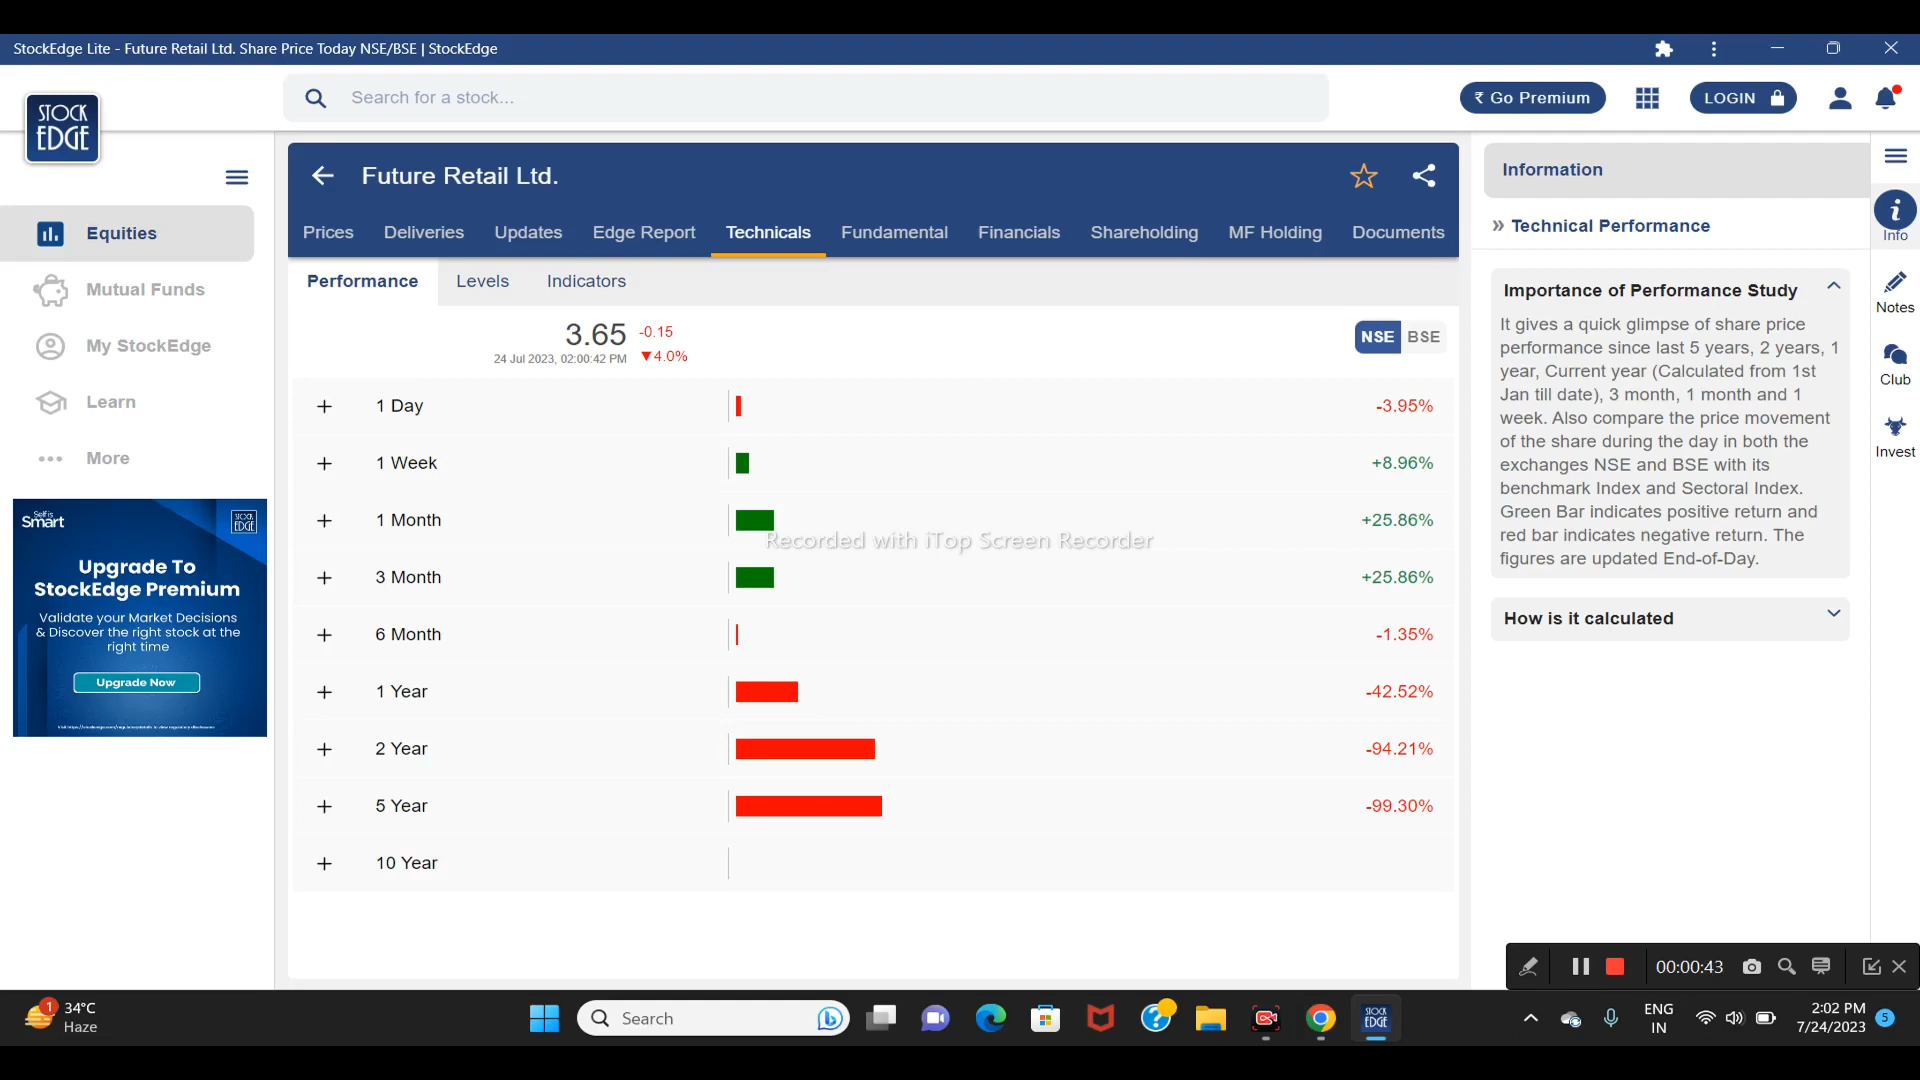 StockEdge Lite - Future Retail Ltd. Share Price Today NSE/BSE | StockEdge
STOCK
EDGE
Search for a stock...
₹ Go Premium
LOGIN
Equities
Mutual Funds
My StockEdge
Learn
More
Self is
Smart
STOCK
EDGE
Upgrade To
StockEdge Premium
Validate your Market Decisions
& Discover the right stock at the
right time
Upgrade Now
Future Retail Ltd.
Prices Deliveries Updates Edge Report Technicals Fundamental Financials Shareholding MF Holding Documents
Performance Levels Indicators
3.65 -0.15
24 Jul 2023, 02:00:42 PM ▼4.0%
NSE BSE
+ 1 Day -3.95%
+ 1 Week +8.96%
+ 1 Month +25.86%
Recorded with iTop Screen Recorder
+ 3 Month +25.86%
+ 6 Month -1.35%
+ 1 Year -42.52%
+ 2 Year -94.21%
+ 5 Year -99.30%
+ 10 Year
Information
» Technical Performance
Importance of Performance Study
It gives a quick glimpse of share price
performance since last 5 years, 2 years, 1
year, Current year (Calculated from 1st
Jan till date), 3 month, 1 month and 1
week. Also compare the price movement
of the share during the day in both the
exchanges NSE and BSE with its
benchmark Index and Sectoral Index.
Green Bar indicates positive return and
red bar indicates negative return. The
figures are updated End-of-Day.
How is it calculated
Info
Notes
Club
Invest
00:00:43
1
34°C
Haze
Search
STOCK
EDGE
ENG
IN
2:02 PM
7/24/2023
5